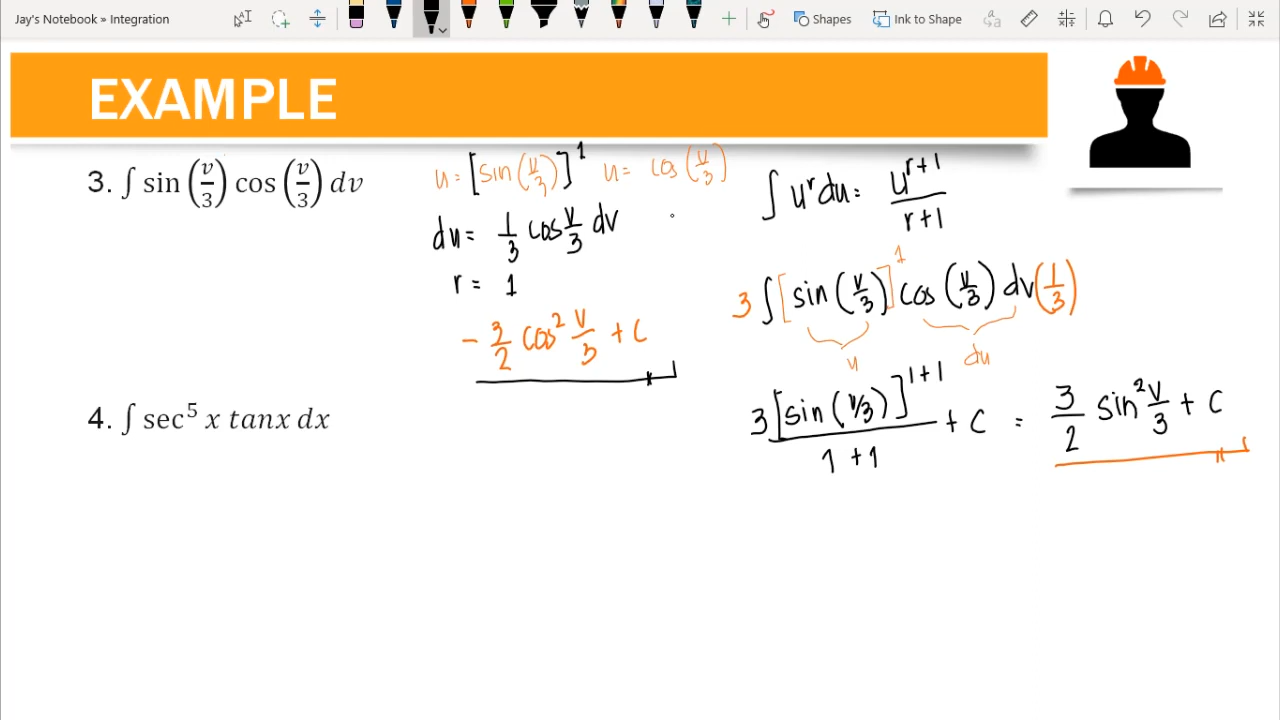 Jay's Notebook » Integration
Shapes
Ink to Shape
EXAMPLE
3. ∫ sin (v/3) cos (v/3) dv
u = [sin (v/3)]^1 u = cos (v/3)
du = 1/3 cos v/3 dv
r = 1
- 3/2 cos² v/3 + C
∫ u^r du = u^(r+1) / r+1
3 ∫ [sin (v/3)]^1 cos (v/3) dv (1/3)
u du
3 [sin (v/3)]^(1+1) / 1+1 + C = 3/2 sin² v/3 + C
4. ∫ sec⁵ x tanx dx